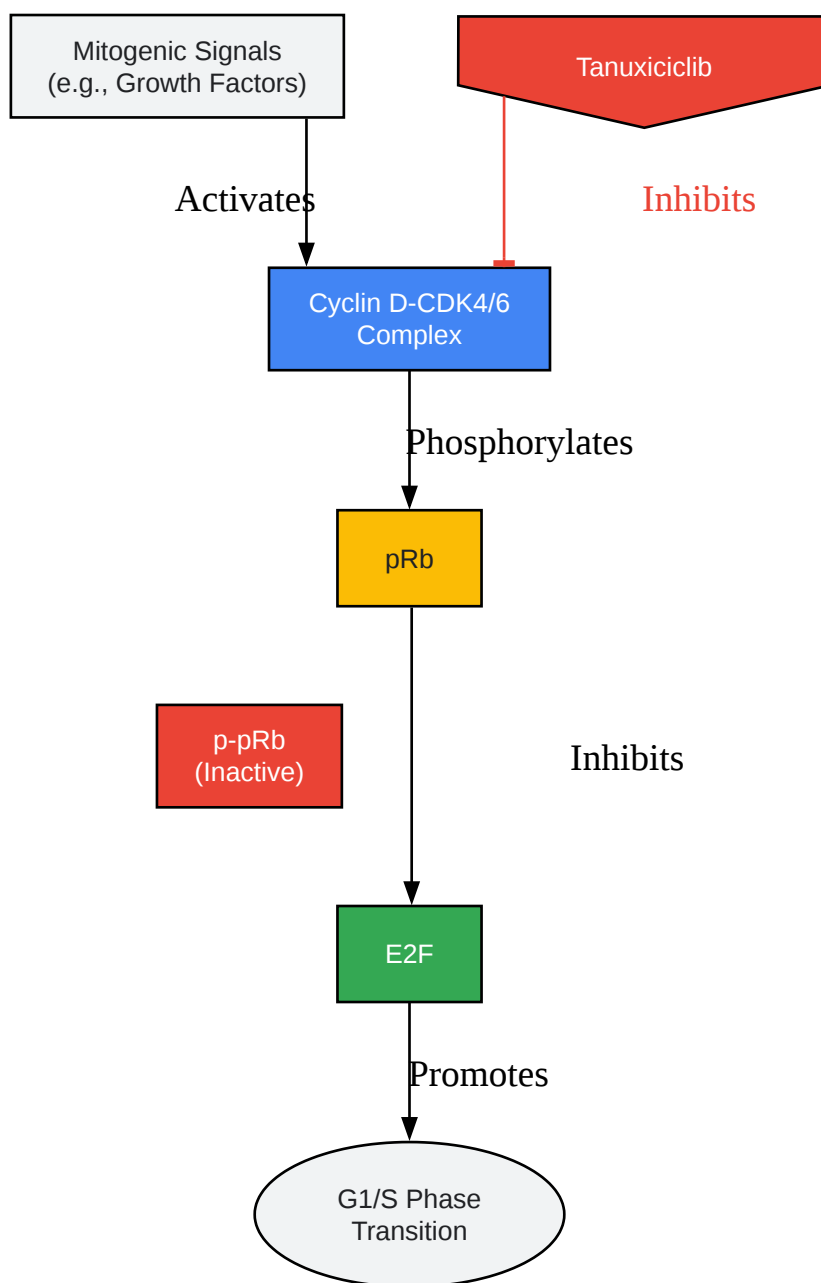 Mitogenic Signals
(e.g., Growth Factors)
Tanuxiciclib
Activates
Inhibits
Cyclin D-CDK4/6
Complex
Phosphorylates
pRb
p-pRb
(Inactive)
Inhibits
E2F
Promotes
G1/S Phase
Transition